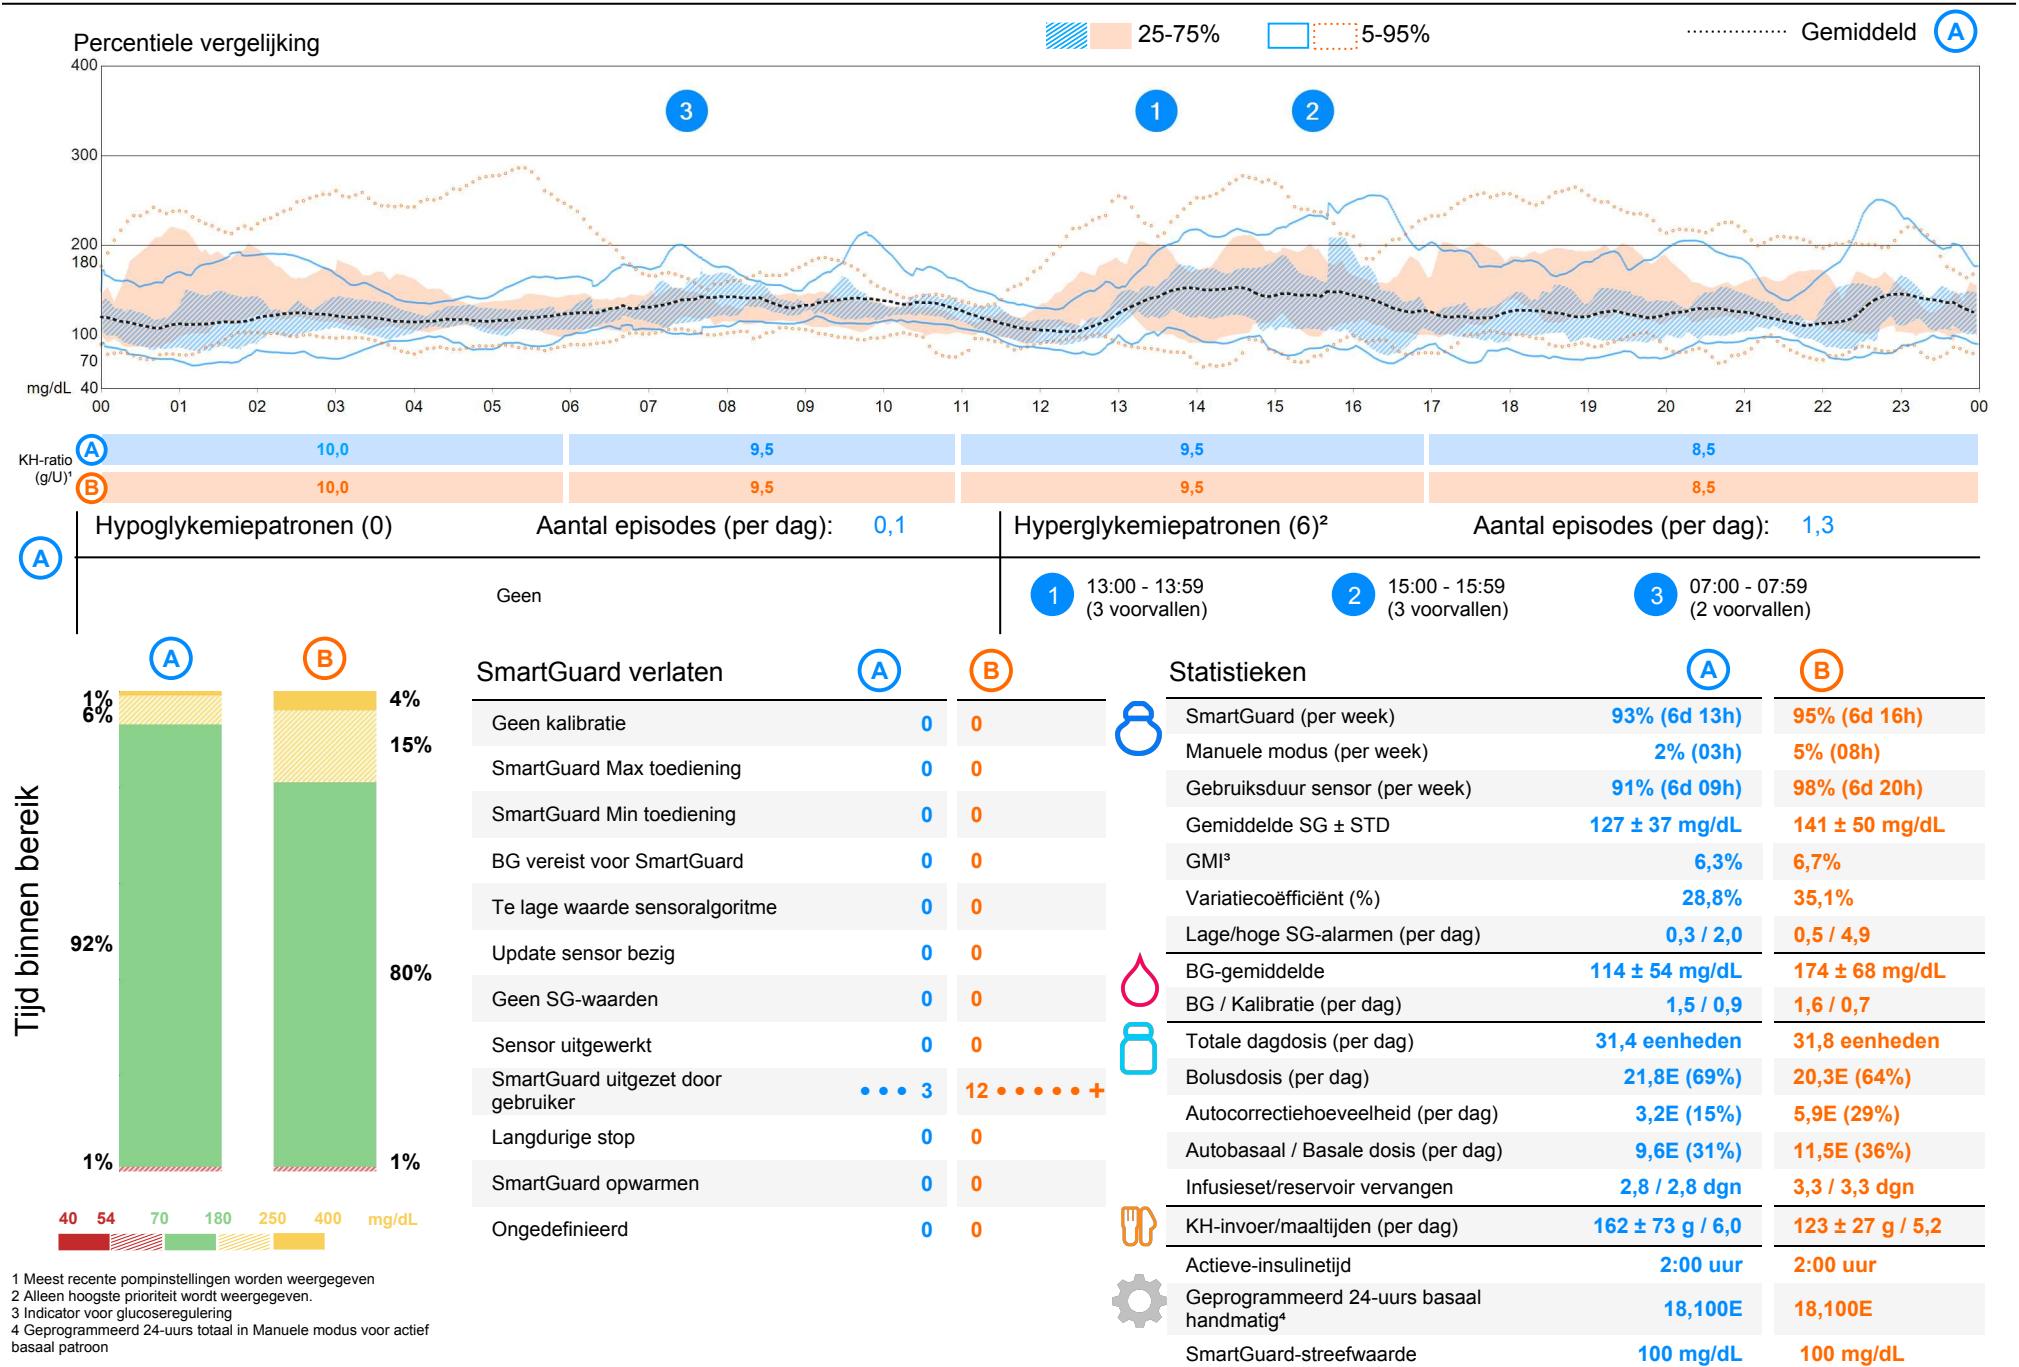 25-75%
5-95%
Gemiddeld A
Percentiele vergelijking
400
300
200
180
100
70
mg/dL 40
3
1
2
00 01 02 03 04 05 06 07 08 09 10 11 12 13 14 15 16 17 18 19 20 21 22 23 00
KH-ratio
(g/U)¹
A 10,0 9,5 9,5 8,5
B 10,0 9,5 9,5 8,5
A
Hypoglykemiepatronen (0) Aantal episodes (per dag): 0,1
Geen
Hyperglykemiepatronen (6)² Aantal episodes (per dag): 1,3
1 13:00 - 13:59
(3 voorvallen)
2 15:00 - 15:59
(3 voorvallen)
3 07:00 - 07:59
(2 voorvallen)
Tijd binnen bereik
A B
1%
6%
92%
1%
4%
15%
80%
1%
40 54 70 180 250 400 mg/dL
SmartGuard verlaten A B
Geen kalibratie 0 0
SmartGuard Max toediening 0 0
SmartGuard Min toediening 0 0
BG vereist voor SmartGuard 0 0
Te lage waarde sensoralgoritme 0 0
Update sensor bezig 0 0
Geen SG-waarden 0 0
Sensor uitgewerkt 0 0
SmartGuard uitgezet door
gebruiker 3 12 +
Langdurige stop 0 0
SmartGuard opwarmen 0 0
Ongedefinieerd 0 0
Statistieken A B
SmartGuard (per week) 93% (6d 13h) 95% (6d 16h)
Manuele modus (per week) 2% (03h) 5% (08h)
Gebruiksduur sensor (per week) 91% (6d 09h) 98% (6d 20h)
Gemiddelde SG ± STD 127 ± 37 mg/dL 141 ± 50 mg/dL
GMI³ 6,3% 6,7%
Variatiecoëfficiënt (%) 28,8% 35,1%
Lage/hoge SG-alarmen (per dag) 0,3 / 2,0 0,5 / 4,9
BG-gemiddelde 114 ± 54 mg/dL 174 ± 68 mg/dL
BG / Kalibratie (per dag) 1,5 / 0,9 1,6 / 0,7
Totale dagdosis (per dag) 31,4 eenheden 31,8 eenheden
Bolusdosis (per dag) 21,8E (69%) 20,3E (64%)
Autocorrectiehoeveelheid (per dag) 3,2E (15%) 5,9E (29%)
Autobasaal / Basale dosis (per dag) 9,6E (31%) 11,5E (36%)
Infusieset/reservoir vervangen 2,8 / 2,8 dgn 3,3 / 3,3 dgn
KH-invoer/maaltijden (per dag) 162 ± 73 g / 6,0 123 ± 27 g / 5,2
Actieve-insulinetijd 2:00 uur 2:00 uur
Geprogrammeerd 24-uurs basaal
handmatig⁴ 18,100E 18,100E
SmartGuard-streefwaarde 100 mg/dL 100 mg/dL
1 Meest recente pompinstellingen worden weergegeven
2 Alleen hoogste prioriteit wordt weergegeven.
3 Indicator voor glucoseregulering
4 Geprogrammeerd 24-uurs totaal in Manuele modus voor actief
basaal patroon